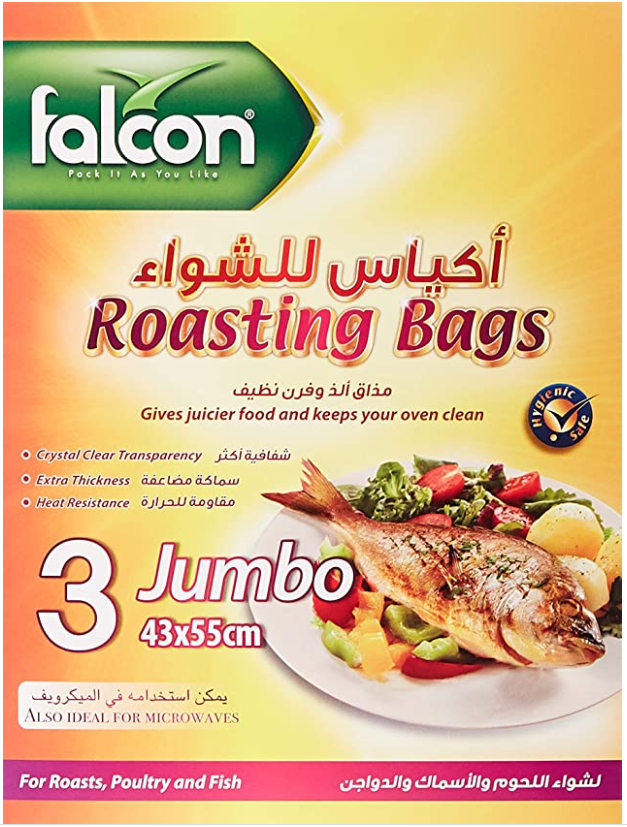 falcon®
Pack It As You Like
أكياس للشواء
Roasting Bags
مذاق ألذ وفرن نظيف
Gives juicier food and keeps your oven clean
Hygienic
Safe
• Crystal Clear Transparency شفافية أكثر
• Extra Thickness سماكة مضاعفة
• Heat Resistance مقاومة للحرارة
3 Jumbo
43x55cm
يمكن استخدامه في الميكرويف
ALSO IDEAL FOR MICROWAVES
For Roasts, Poultry and Fish لشواء اللحوم والأسماك والدواجن